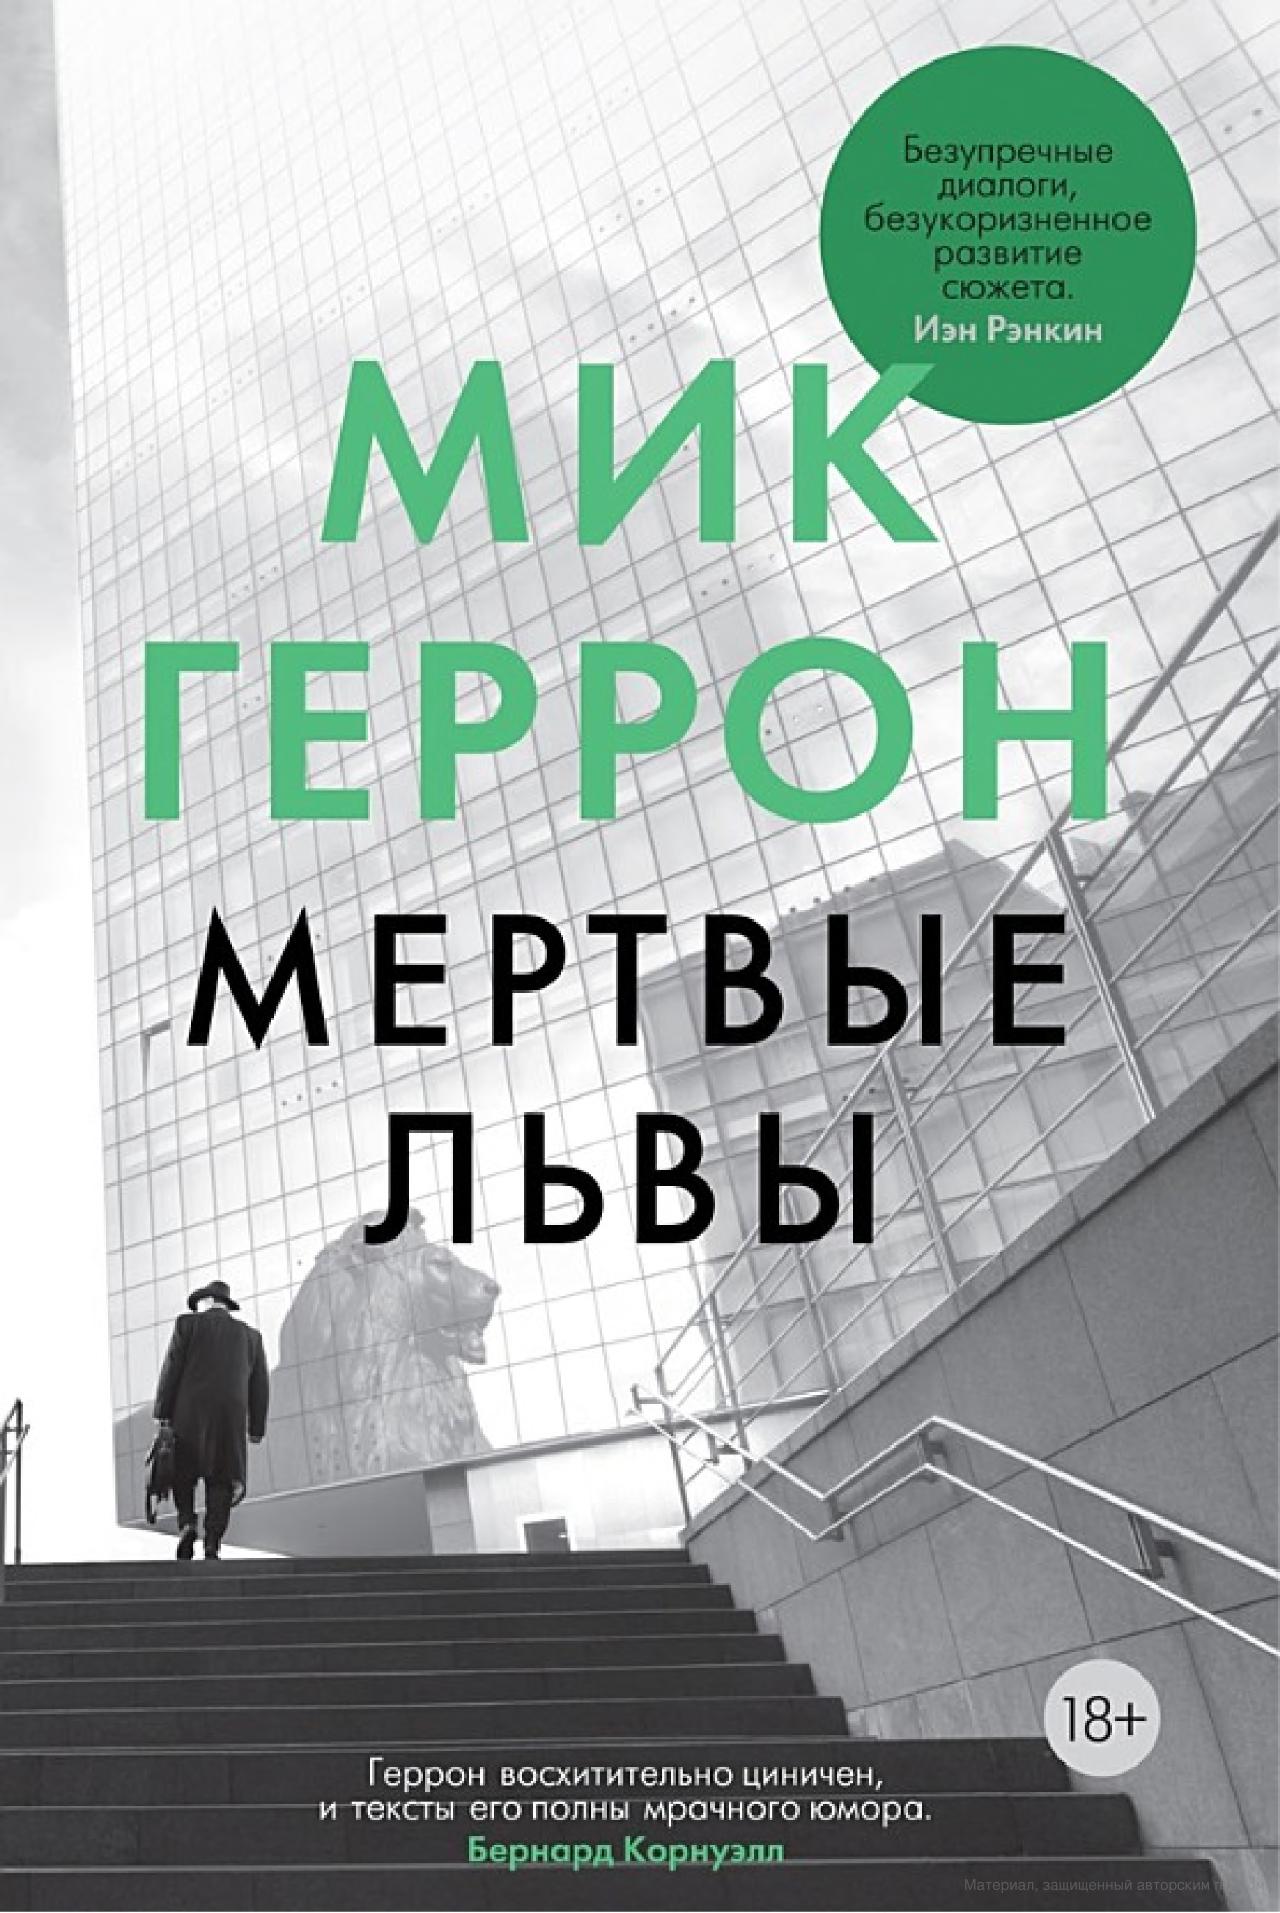 Безупречные
диалоги,
безукоризненное
развитие
сюжета.
Иэн Рэнкин
МИК
ГЕРРОН
МЕРТВЫЕ
ЛЬВЫ
18+
Геррон восхитительно циничен,
и тексты его полны мрачного юмора.
Бернард Корнуэлл
Материал, защищенный авторским